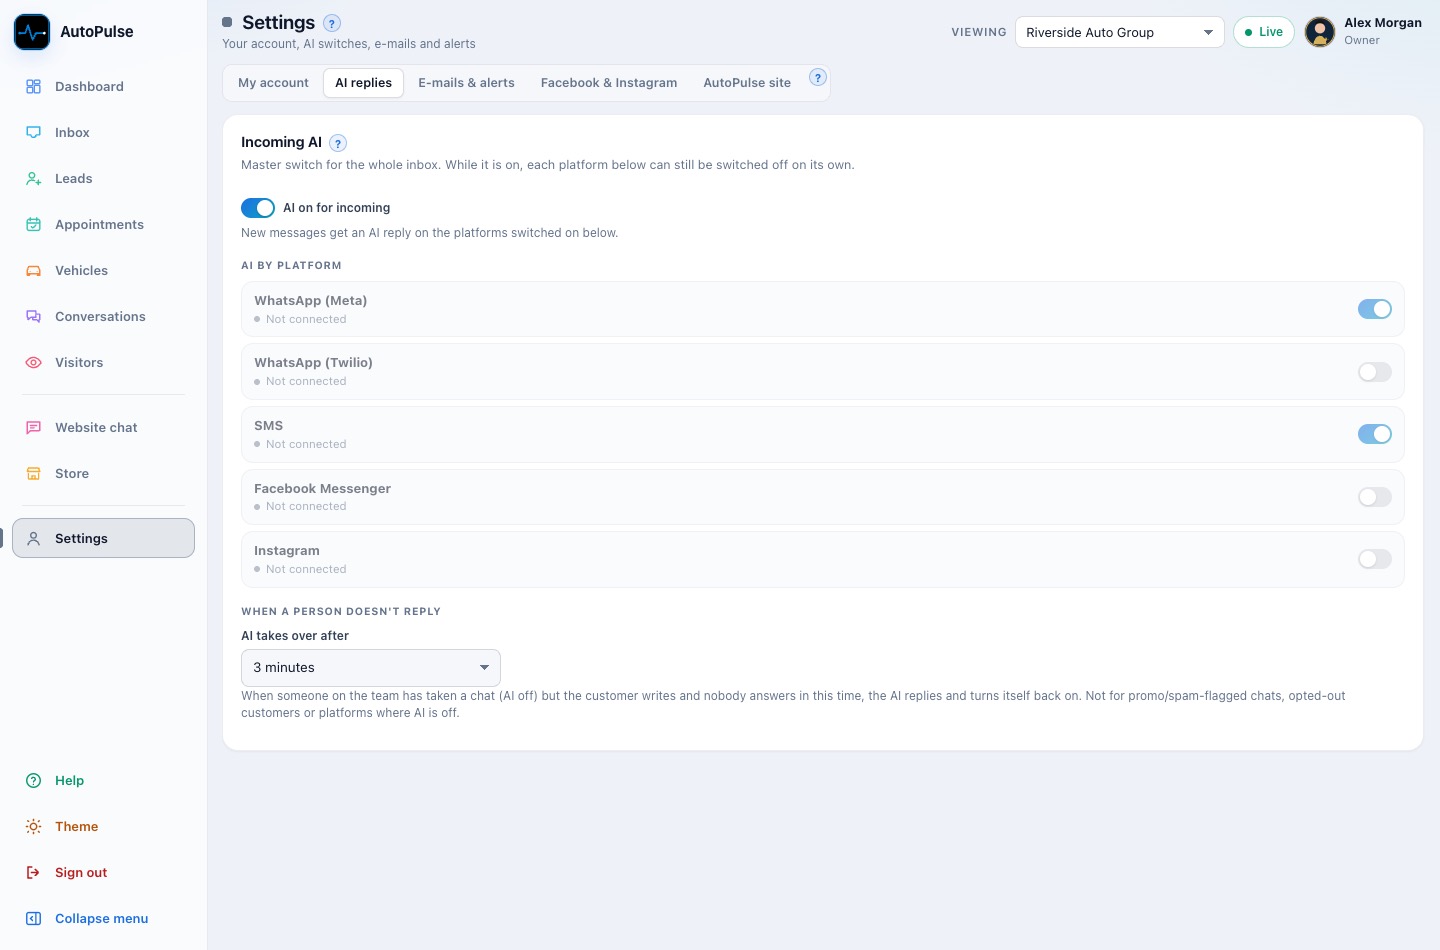 AutoPulse
Dashboard
Inbox
Leads
Appointments
Vehicles
Conversations
Visitors
Website chat
Store
Settings
Help
Theme
Sign out
Collapse menu
Settings ?
Your account, AI switches, e-mails and alerts
VIEWING
Riverside Auto Group
Live
Alex Morgan
Owner
My account
AI replies
E-mails & alerts
Facebook & Instagram
AutoPulse site
?
Incoming AI ?
Master switch for the whole inbox. While it is on, each platform below can still be switched off on its own.
AI on for incoming
New messages get an AI reply on the platforms switched on below.
AI BY PLATFORM
WhatsApp (Meta)
Not connected
WhatsApp (Twilio)
Not connected
SMS
Not connected
Facebook Messenger
Not connected
Instagram
Not connected
WHEN A PERSON DOESN'T REPLY
AI takes over after
3 minutes
When someone on the team has taken a chat (AI off) but the customer writes and nobody answers in this time, the AI replies and turns itself back on. Not for promo/spam-flagged chats, opted-out
customers or platforms where AI is off.